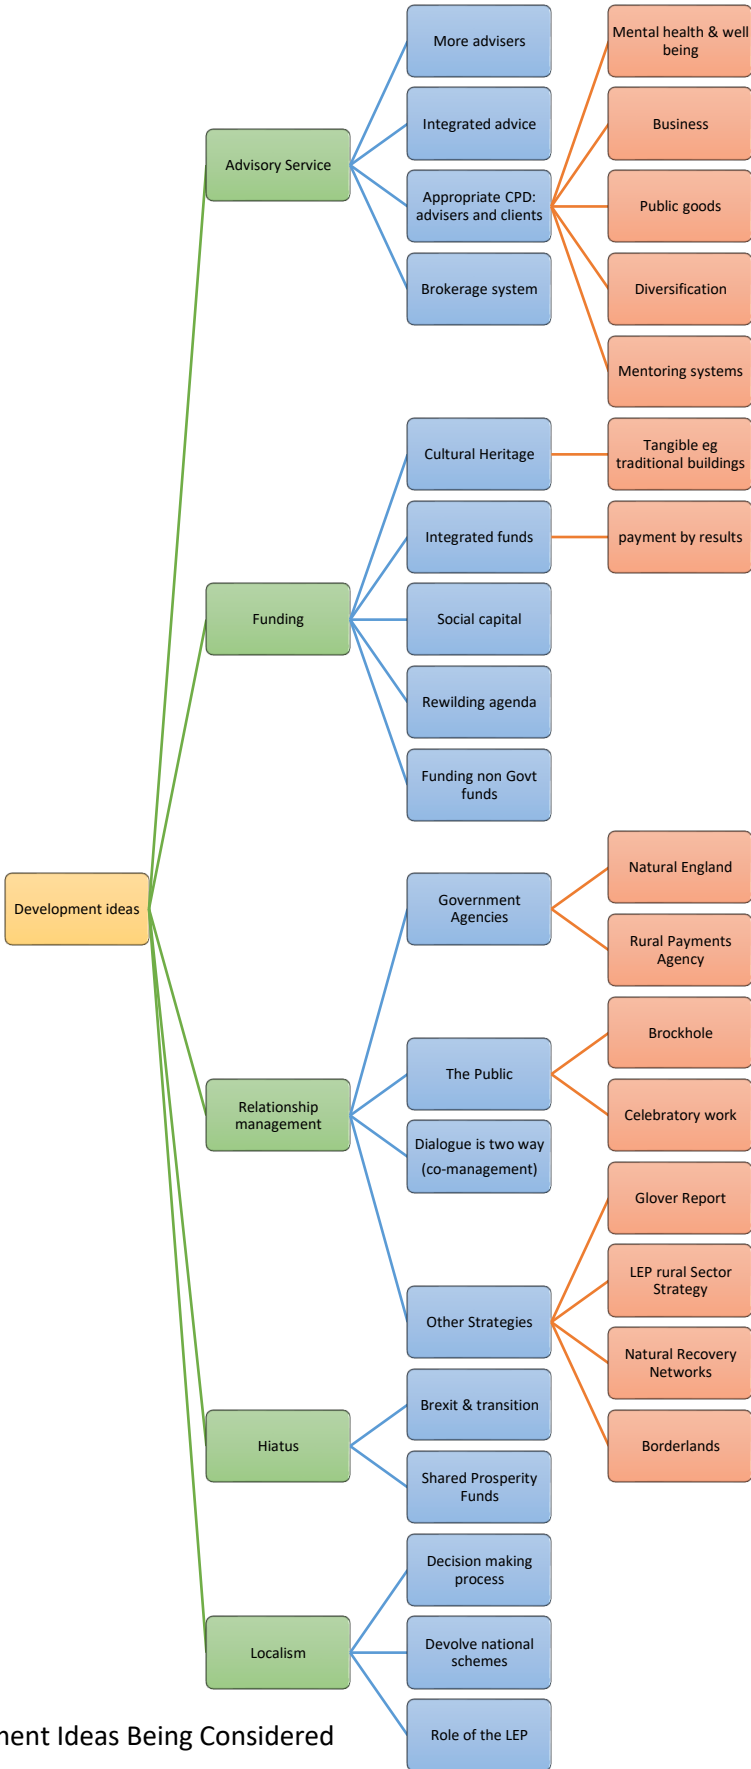 Development ideas
Advisory Service
More advisers
Integrated advice
Appropriate CPD:
advisers and clients
Mental health & well
being
Business
Public goods
Diversification
Mentoring systems
Brokerage system
Funding
Cultural Heritage
Tangible eg
traditional buildings
Integrated funds
payment by results
Social capital
Rewilding agenda
Funding non Govt
funds
Relationship
management
Government
Agencies
Natural England
Rural Payments
Agency
The Public
Brockhole
Celebratory work
Dialogue is two way
(co-management)
Other Strategies
Glover Report
LEP rural Sector
Strategy
Natural Recovery
Networks
Borderlands
Hiatus
Brexit & transition
Shared Prosperity
Funds
Localism
Decision making
process
Devolve national
schemes
Role of the LEP
ment Ideas Being Considered